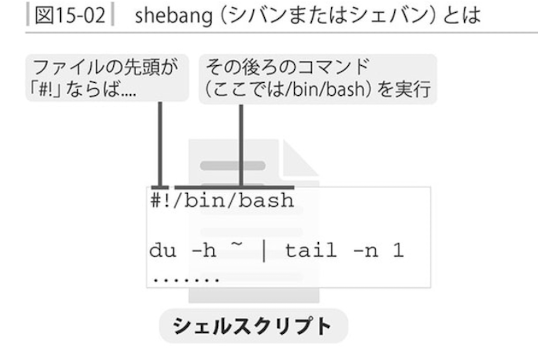 図15-02 shebang（シバンまたはシェバン）とは
ファイルの先頭が
「#!」ならば....
その後ろのコマンド
（ここでは/bin/bash）を実行
#!/bin/bash
du -h ~ | tail -n 1
.......
シェルスクリプト